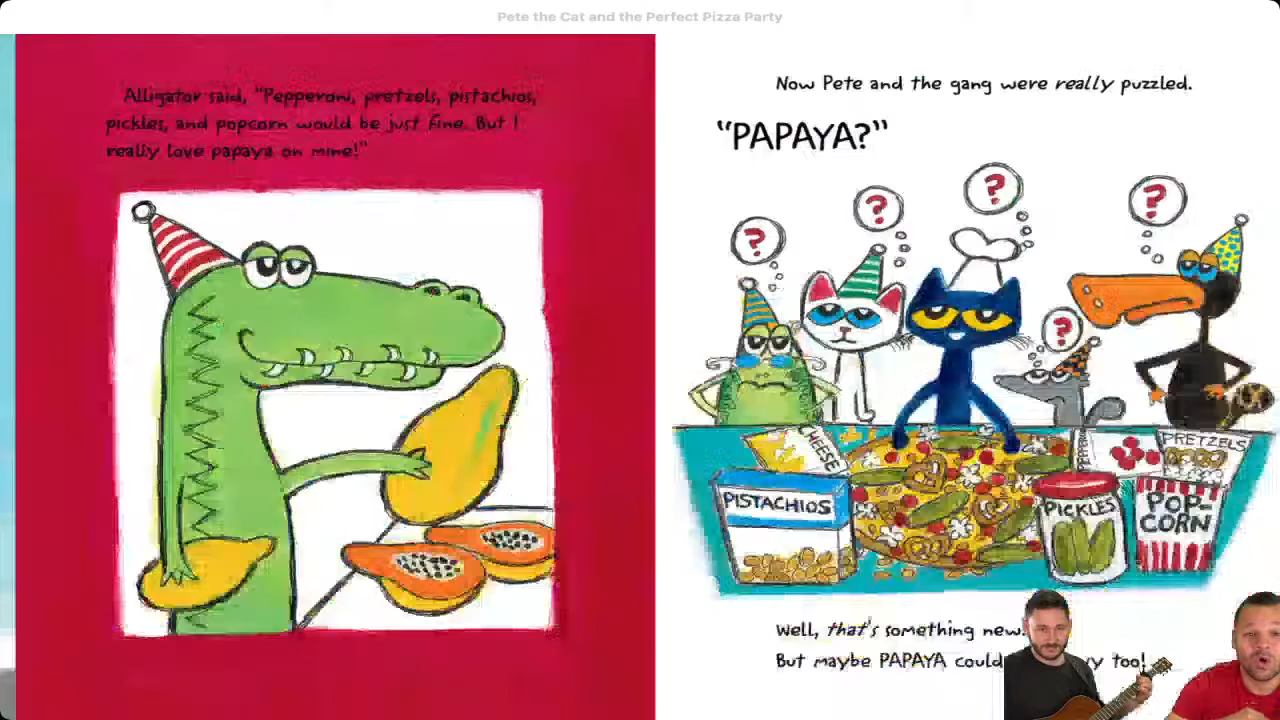 Pete the Cat and the Perfect Pizza Party
Alligator said, "Pepperoni, pretzels, pistachios,
pickles, and popcorn would be just fine. But I
really love papaya on mine!"
Now Pete and the gang were really puzzled.
"PAPAYA?"
?
?
?
?
?
CHEESE
PRETZELS
PISTACHIOS
PICKLES
POP-
CORN
Well, that's something new.
But maybe PAPAYA could too!